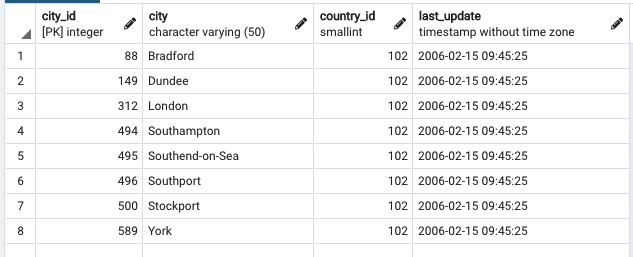 city_id city country_id last_update
[PK] integer character varying (50) smallint timestamp without time zone
1 88 Bradford 102 2006-02-15 09:45:25
2 149 Dundee 102 2006-02-15 09:45:25
3 312 London 102 2006-02-15 09:45:25
4 494 Southampton 102 2006-02-15 09:45:25
5 495 Southend-on-Sea 102 2006-02-15 09:45:25
6 496 Southport 102 2006-02-15 09:45:25
7 500 Stockport 102 2006-02-15 09:45:25
8 589 York 102 2006-02-15 09:45:25